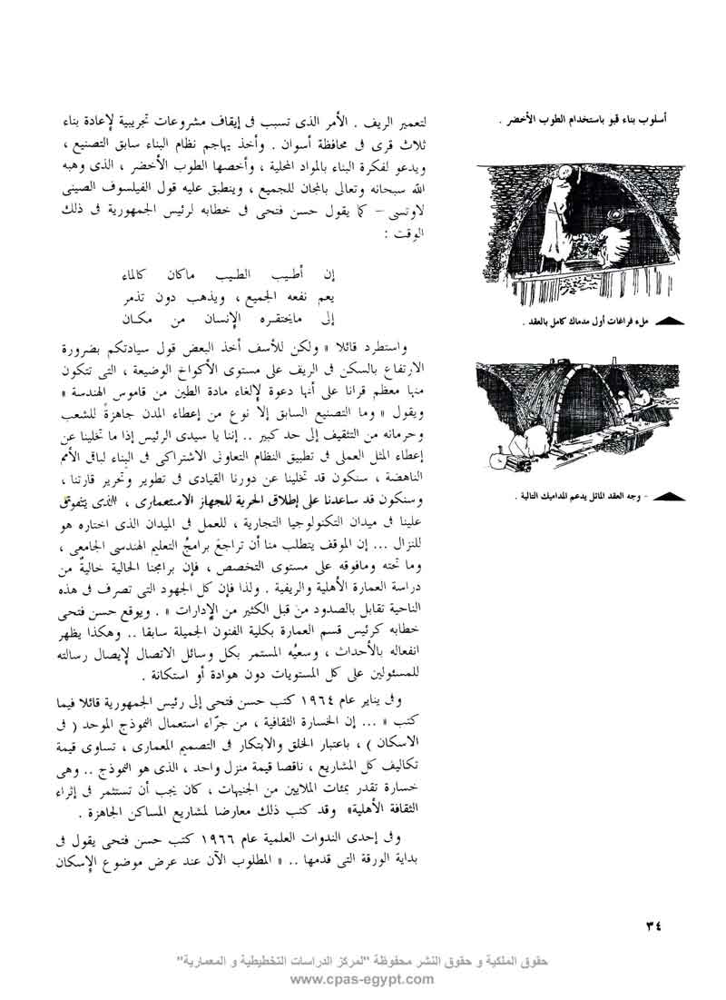 لتعمير الريف . الأمر الذى تسبب فى إيقاف مشروعات تجريبية لإعادة بناء
ثلاث قرى فى محافظة أسوان . وأخذ يهاجم نظام البناء سابق التصنيع ،
ويدعو لفكرة البناء بالمواد المحلية ، وأخصها الطوب الأخضر ، الذى وهبه
الله سبحانه وتعالى بالمجان للجميع ، وينطبق عليه قول الفيلسوف الصينى
لاوتسى – كما يقول حسن فتحى فى خطابه لرئيس الجمهورية فى ذلك
الوقت :
إن أطـيب الطـيب ماكان كالماء
يعم نفعه الجميع ، ويذهب دون تذمر
إلى مايحتقـره الإنسان من مكـان
واستطرد قائلا « ولكن للأسف أخذ البعض قول سيادتكم بضرورة
الارتفاع بالسكن فى الريف على مستوى الأكواخ الوضيعة ، التى تتكون
منها معظم قرانا على أنها دعوة لإلغاء مادة الطين من قاموس الهندسة »
ويقول « وما التصنيع السابق إلا نوع من إعطاء المدن جاهزةً للشعب
وحرمانه من التثقيف إلى حد كبير .. إننا يا سيدى الرئيس إذا ما تخلينا عن
إعطاء المثل العملى فى تطبيق النظام التعاونى الاشتراكى فى البناء لباقى الأمم
الناهضة ، سنكون قد تخلينا عن دورنا القيادى فى تطوير وتحرير قارتنا ،
وسنكون قد ساعدنا على إطلاق الحرية للجهاز الاستعمارى ، الذى يتفوق
علينا فى ميدان التكنولوجيا التجارية ، للعمل فى الميدان الذى اختاره هو
للنزال ... إن الموقف يتطلب منا أن تراجع برامجُ التعليم الهندسى الجامعى ،
وما تحته ومافوقه على مستوى التخصص ، فإن برامجنا الحالية خاليةٌ من
دراسة العمارة الأهلية والريفية . ولذا فإن كل الجهود التى تصرف فى هذه
الناحية تقابل بالصدود من قبل الكثير من الإدارات » . ويوقع حسن فتحى
خطابه كرئيس قسم العمارة بكلية الفنون الجميلة سابقا .. وهكذا يظهر
انفعاله بالأحداث ، وسعيُه المستمر بكل وسائل الاتصال لإيصال رسالته
للمسئولين على كل المستويات دون هوادة أو استكانة .
وفى يناير عام ١٩٦٤ كتب حسن فتحى إلى رئيس الجمهورية قائلا فيما
كتب « ... إن الخسارة الثقافية ، من جرّاء استعمال النموذج الموحد ( فى
الاسكان ) ، باعتبار الخلق والابتكار فى التصميم المعمارى ، تساوى قيمة
تكاليف كل المشاريع ، ناقصا قيمة منزل واحد ، الذى هو النموذج .. وهى
خسارة تقدر بمئات الملايين من الجنيهات ، كان يجب أن تستثمر فى إثراء
الثقافة الأهلية» وقد كتب ذلك معارضا لمشاريع المساكن الجاهزة .
وفى إحدى الندوات العلمية عام ١٩٦٦ كتب حسن فتحى يقول فى
بداية الورقة التى قدمها .. « المطلوب الآن عند عرض موضوع الإسكان
أسلوب بناء قبو باستخدام الطوب الأخضر .
ملء فراغات أول مدماك كامل بالعقد .
- وجه العقد المائل يدعم المداميك التالية .
٣٤
حقوق الملكية و حقوق النشر محفوظة "لمركز الدراسات التخطيطية و المعمارية"
www.cpas-egypt.com